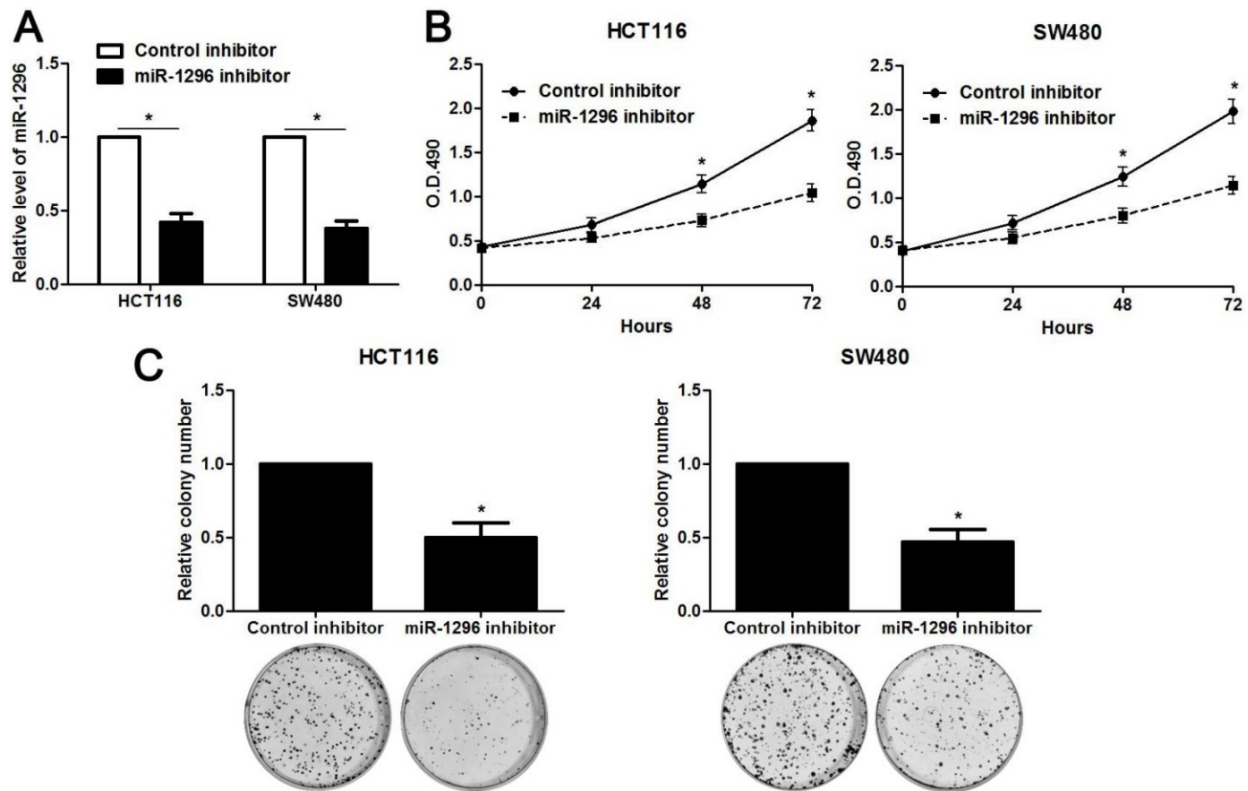 A
Control inhibitor
miR-1296 inhibitor
Relative level of miR-1296
1.5
1.0
0.5
0.0
*
*
HCT116
SW480
B
HCT116
O.D.490
2.5
2.0
1.5
1.0
0.5
0.0
Control inhibitor
miR-1296 inhibitor
*
*
0
24
48
72
Hours
SW480
O.D.490
2.5
2.0
1.5
1.0
0.5
0.0
Control inhibitor
miR-1296 inhibitor
*
*
0
24
48
72
Hours
C
HCT116
Relative colony number
1.5
1.0
0.5
0.0
*
Control inhibitor
miR-1296 inhibitor
SW480
Relative colony number
1.5
1.0
0.5
0.0
*
Control inhibitor
miR-1296 inhibitor